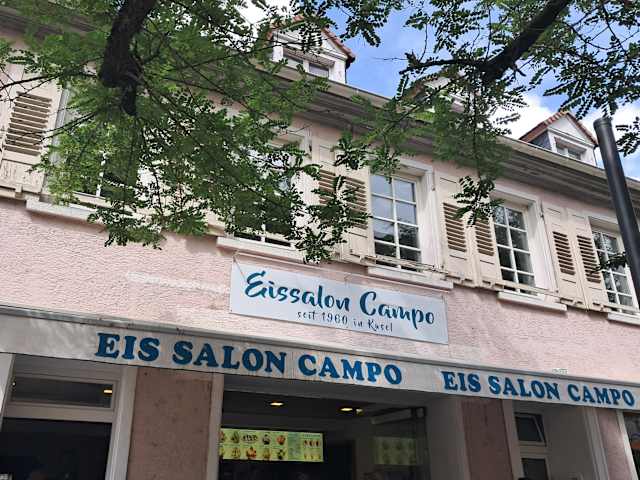 Eissalon Campo
seit 1960 in Kusel
EIS SALON CAMPO EIS SALON CAMPO